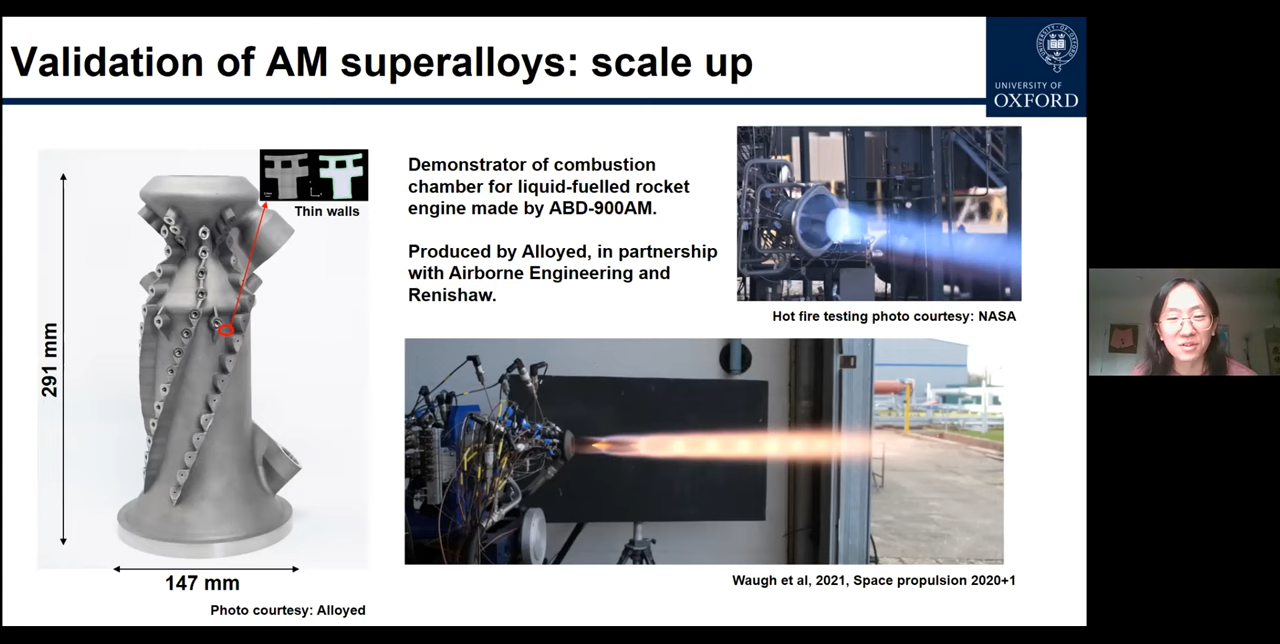 Validation of AM superalloys: scale up
UNIVERSITY OF
OXFORD
Thin walls
291 mm
147 mm
Photo courtesy: Alloyed
Demonstrator of combustion
chamber for liquid-fuelled rocket
engine made by ABD-900AM.
Produced by Alloyed, in partnership
with Airborne Engineering and
Renishaw.
Hot fire testing photo courtesy: NASA
Waugh et al, 2021, Space propulsion 2020+1